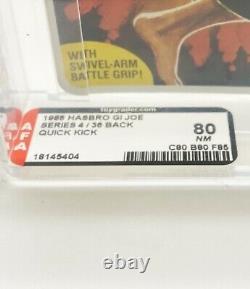 WITH
SWIVEL-ARM
BATTLE GRIP!
toygrader.com
AFA
1985 HASBRO GI JOE
SERIES 4 / 36 BACK
QUICK KICK
80
NM
18145404
C80 B80 F85